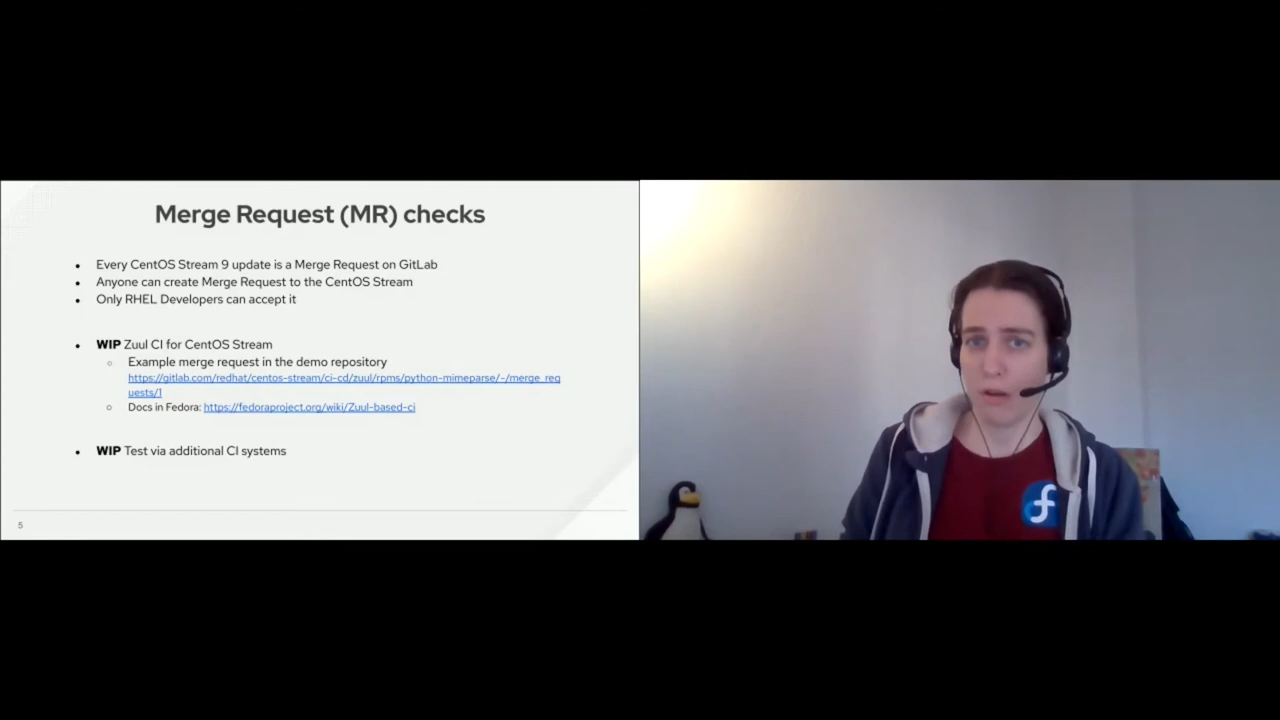 Merge Request (MR) checks
● Every CentOS Stream 9 update is a Merge Request on GitLab
● Anyone can create Merge Request to the CentOS Stream
● Only RHEL Developers can accept it
● WIP Zuul CI for CentOS Stream
○ Example merge request in the demo repository
https://gitlab.com/redhat/centos-stream/ci-cd/zuul/rpms/python-mimeparse/-/merge_req
uests/1
○ Docs in Fedora: https://fedoraproject.org/wiki/Zuul-based-ci
● WIP Test via additional CI systems
5